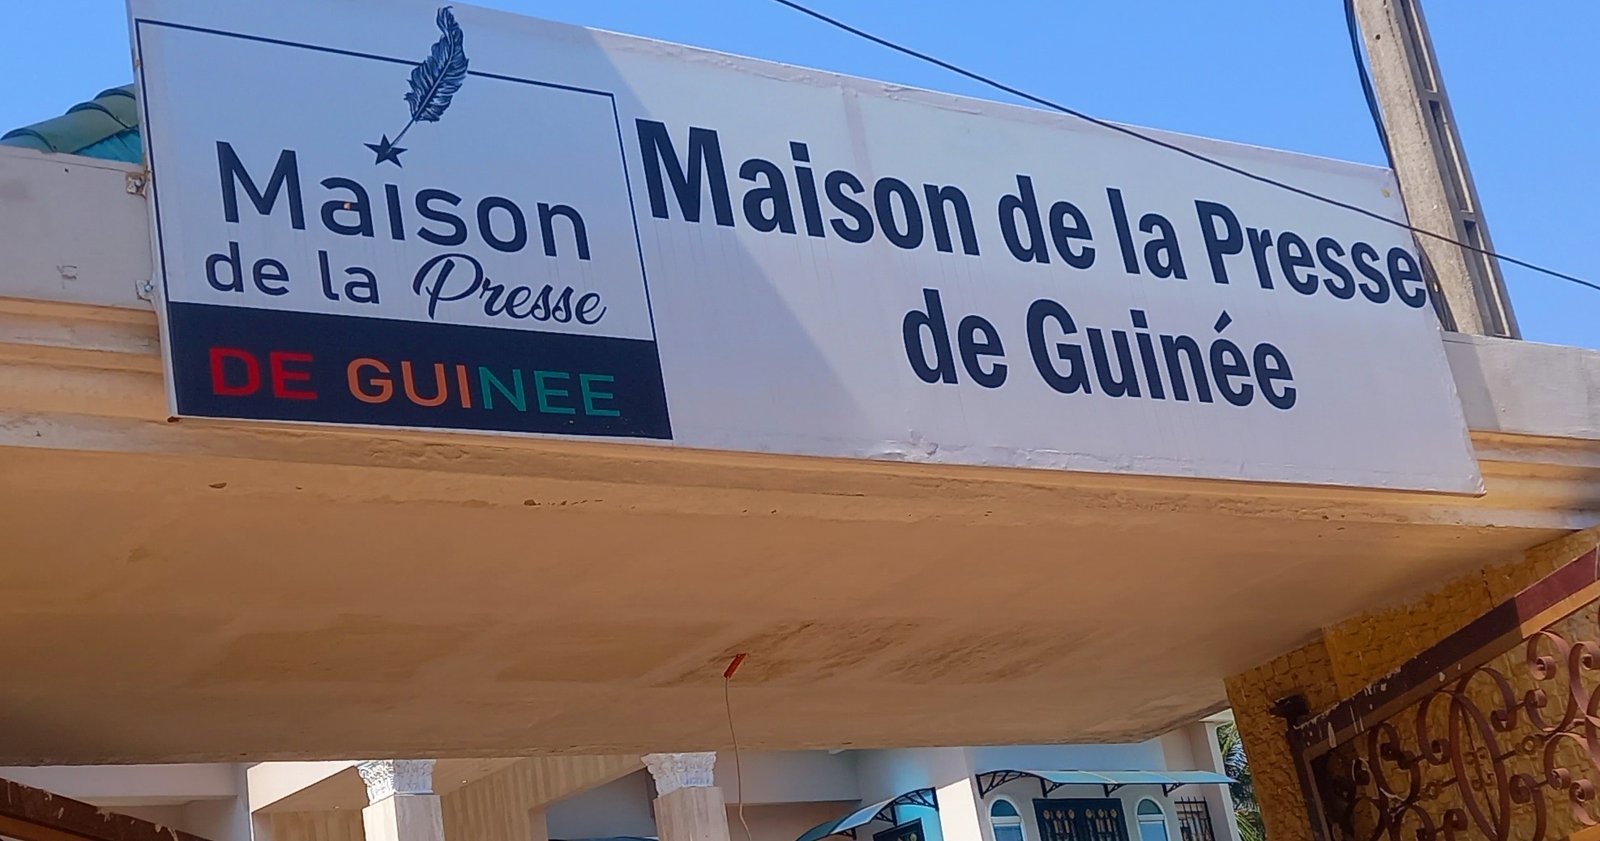 Maison
de la Presse
DE GUINEE
Maison de la Presse
de Guinée